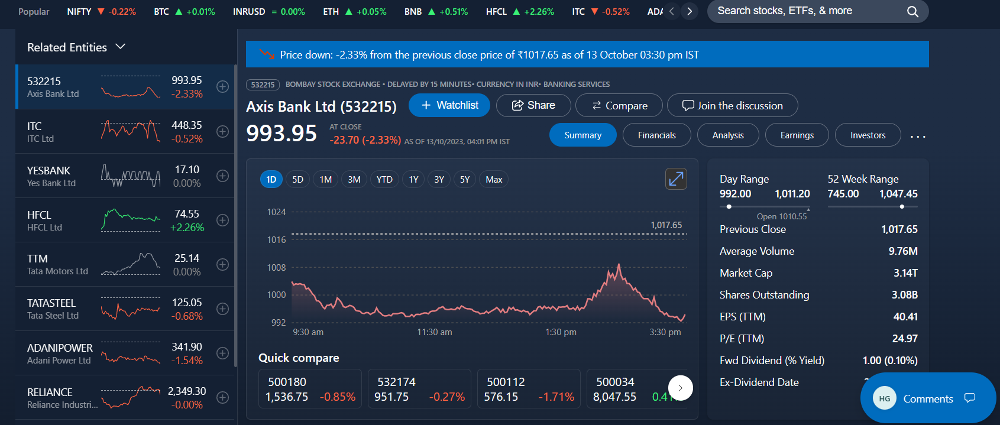 Popular NIFTY ▼ -0.22% BTC ▲ +0.01% INRUSD = 0.00% ETH ▲ +0.05% BNB ▲ +0.51% HFCL ▲ +2.26% ITC ▼ -0.52% ADA
Search stocks, ETFs, & more
Related Entities
532215 993.95
Axis Bank Ltd -2.33%
ITC 448.35
ITC Ltd -0.52%
YESBANK 17.10
Yes Bank Ltd 0.00%
HFCL 74.55
HFCL Ltd +2.26%
TTM 25.14
Tata Motors Ltd 0.00%
TATASTEEL 125.05
Tata Steel Ltd -0.68%
ADANIPOWER 341.90
Adani Power Ltd -1.54%
RELIANCE 2,349.30
Reliance Industri... -0.00%
Price down: -2.33% from the previous close price of ₹1017.65 as of 13 October 03:30 pm IST
532215 BOMBAY STOCK EXCHANGE • DELAYED BY 15 MINUTES• CURRENCY IN INR• BANKING SERVICES
Axis Bank Ltd (532215) + Watchlist Share Compare Join the discussion
993.95 AT CLOSE
-23.70 (-2.33%) AS OF 13/10/2023, 04:01 PM IST
Summary Financials Analysis Earnings Investors ...
1D 5D 1M 3M YTD 1Y 3Y 5Y Max
1024
1,017.65
1016
1008
1000
992
9:30 am 11:30 am 1:30 pm 3:30 pm
Quick compare
500180 532174 500112 500034
1,536.75 -0.85% 951.75 -0.27% 576.15 -1.71% 8,047.55 0.41
Day Range 52 Week Range
992.00 1,011.20 745.00 1,047.45
Open 1010.55
Previous Close 1,017.65
Average Volume 9.76M
Market Cap 3.14T
Shares Outstanding 3.08B
EPS (TTM) 40.41
P/E (TTM) 24.97
Fwd Dividend (% Yield) 1.00 (0.10%)
Ex-Dividend Date
HG Comments